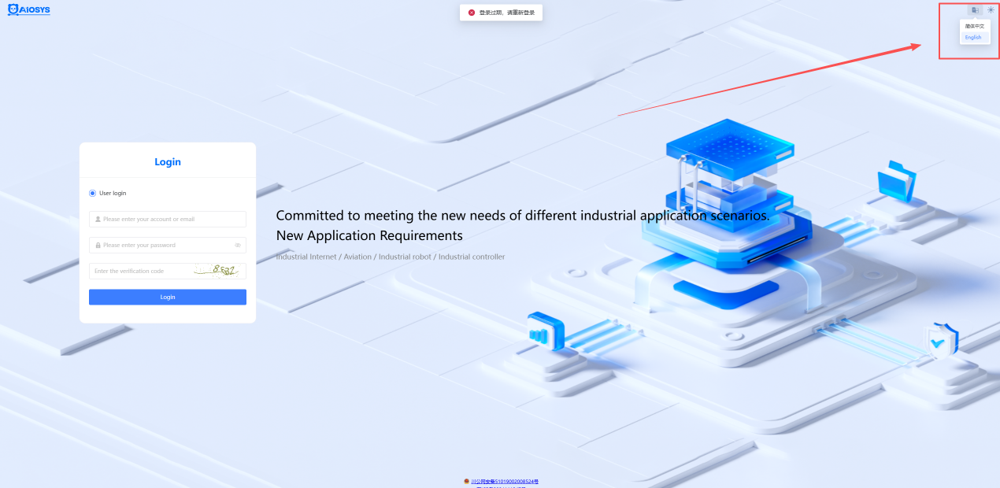 AIOSYS
登录过期，请重新登录
简体中文
English
Login
User login
Please enter your account or email
Please enter your password
Enter the verification code
Login
Committed to meeting the new needs of different industrial application scenarios.
New Application Requirements
Industrial Internet / Aviation / Industrial robot / Industrial controller
川公网安备51019002008524号